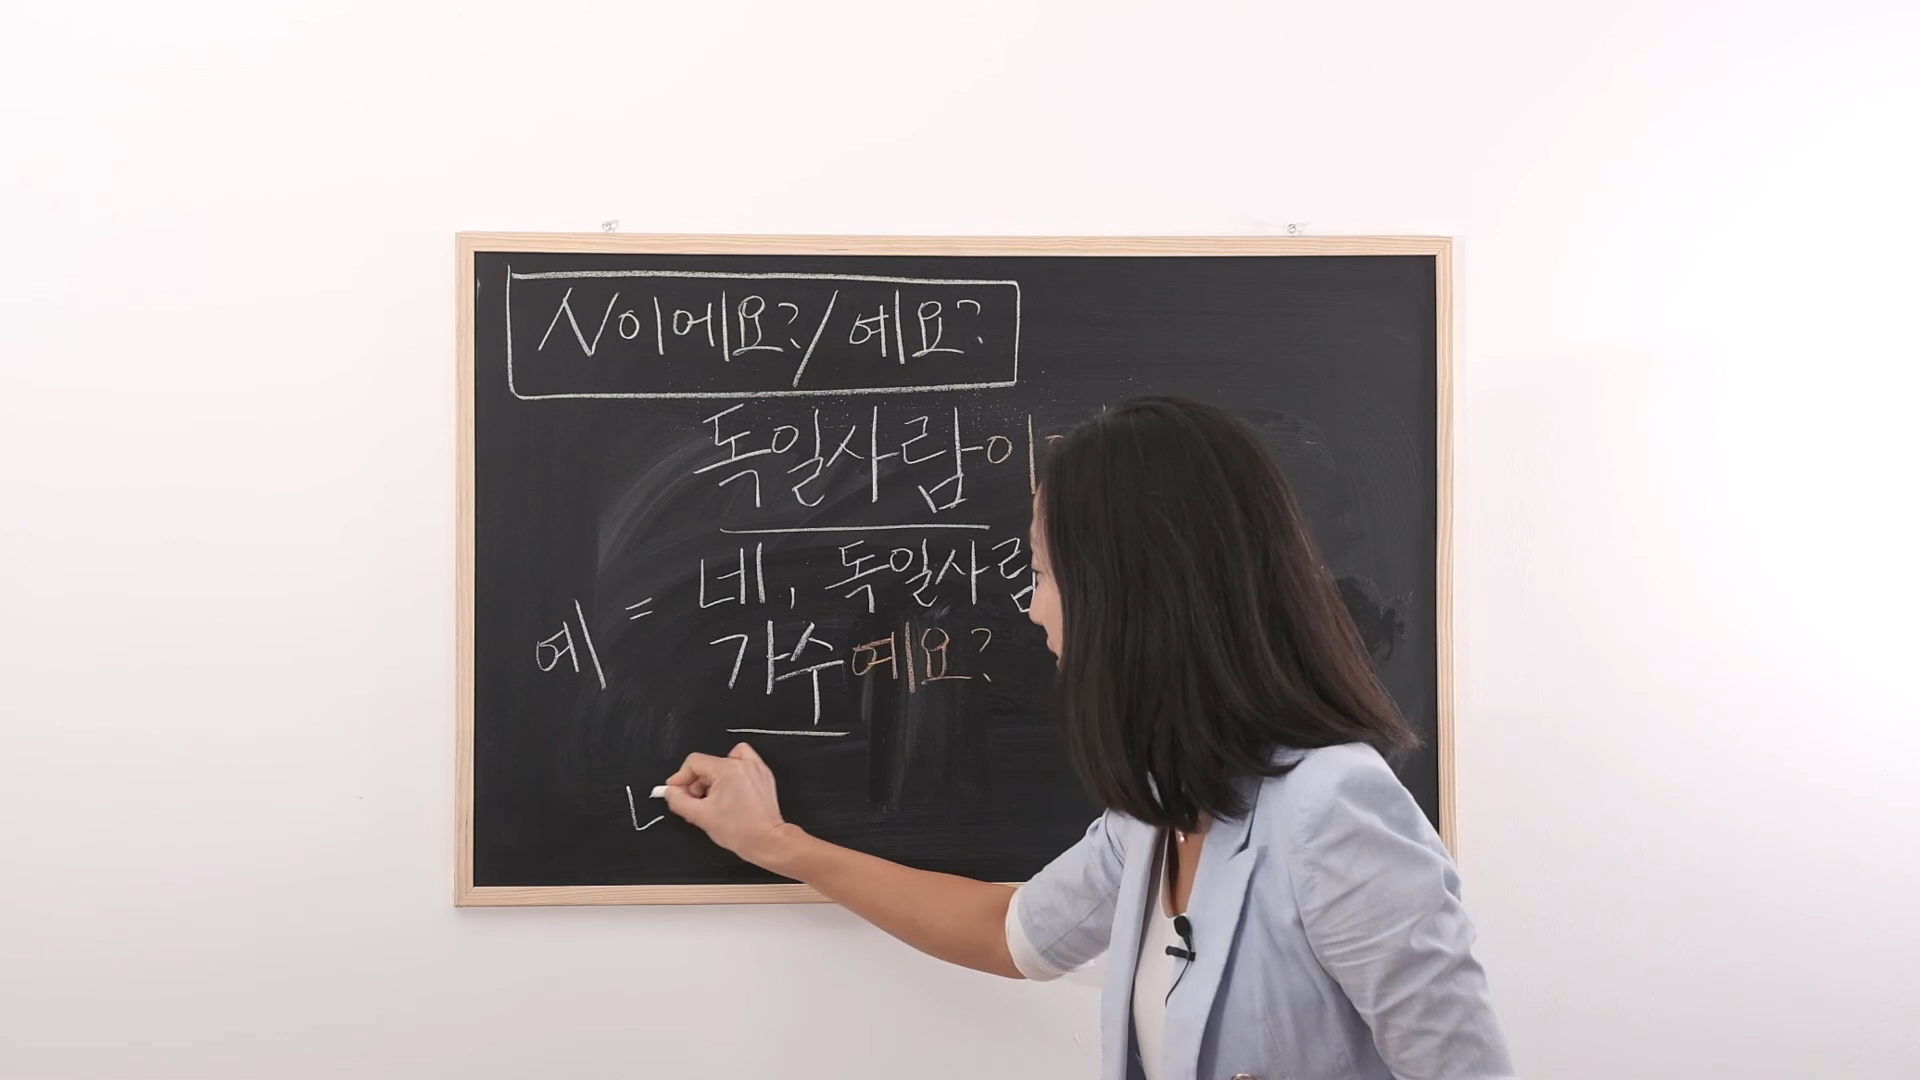 N이에요?/예요?
독일사람이
네, 독일사람
예 =
가수예요?